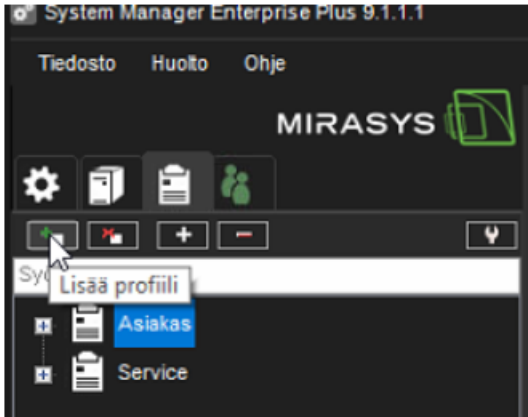 System Manager Enterprise Plus 9.1.1.1
Tiedosto Huolto Ohje
MIRASYS
Lisää profiili
Asiakas
Service